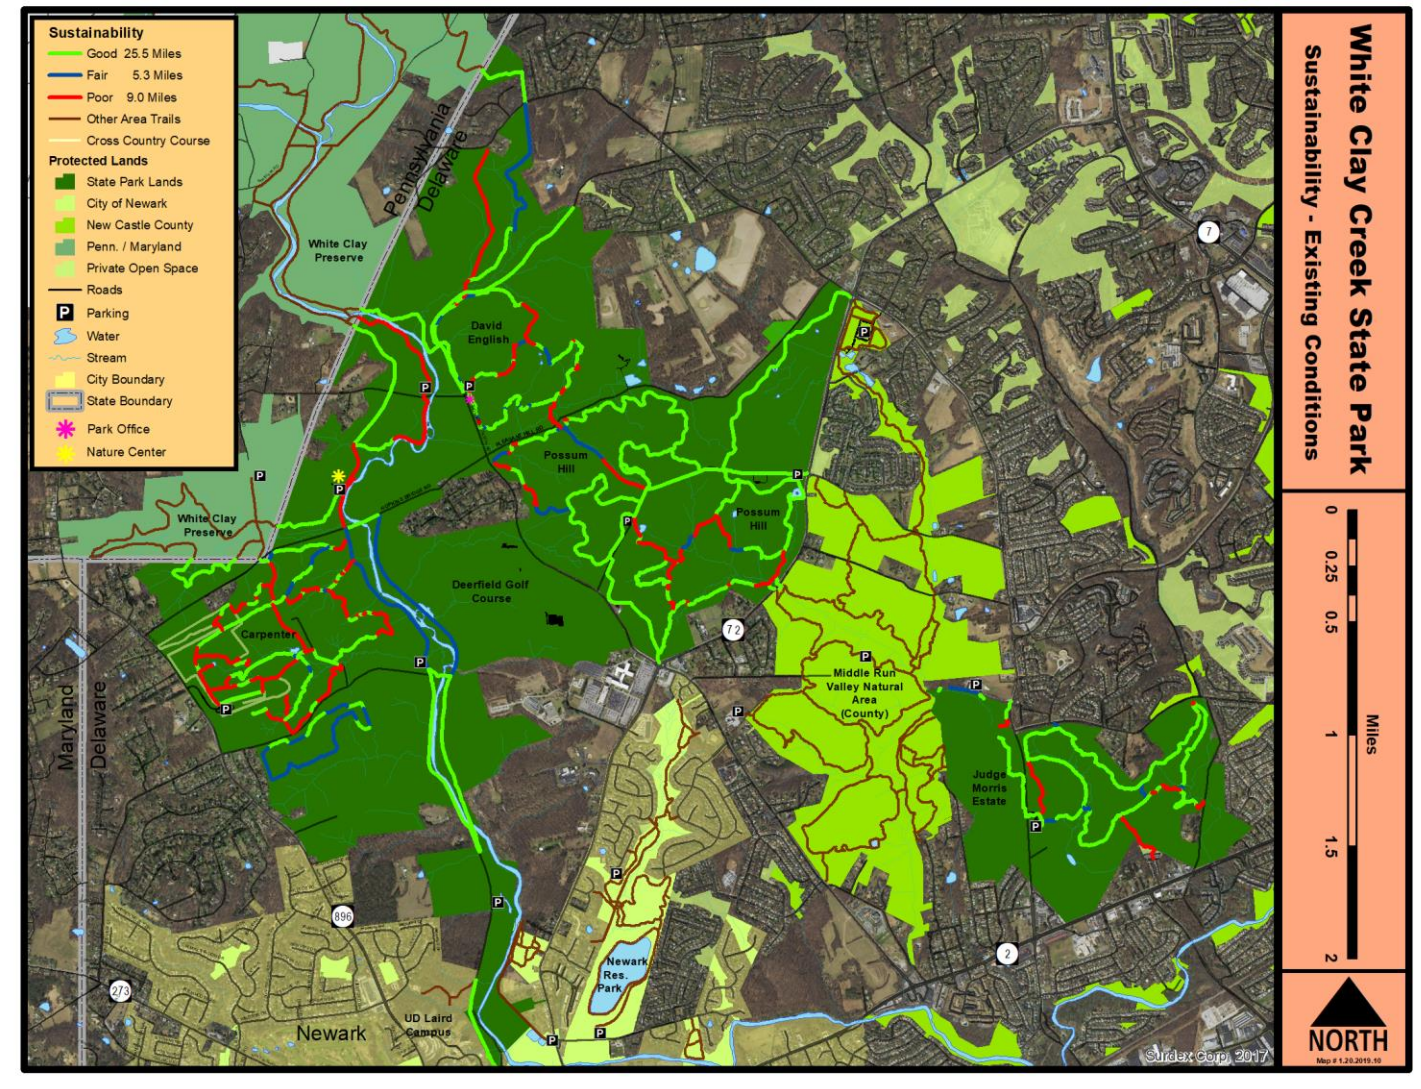 Sustainability
Good 25.5 Miles
Fair 5.3 Miles
Poor 9.0 Miles
Other Area Trails
Cross Country Course
Protected Lands
State Park Lands
City of Newark
New Castle County
Penn. / Maryland
Private Open Space
Roads
P Parking
Water
Stream
City Boundary
State Boundary
Park Office
Nature Center
Pennsylvania
Delaware
White Clay
Preserve
David
English
7
P
P
P
P
P
P
White Clay
Preserve
Possum
Hill
P
Possum
Hill
Deerfield Golf
Course
Carpenter
72
P
P
P
P
P
Middle Run
Valley Natural
Area
(County)
Maryland
Delaware
Judge
Morris
Estate
P
P
P
896
2
273
Newark
Res.
Park
UD Laird
Campus
Newark
P
P
Surdex Corp, 2017
White Clay Creek State Park
Sustainability - Existing Conditions
0
0.25
0.5
1
1.5
2
Miles
NORTH
Map # 1.20.2019.10